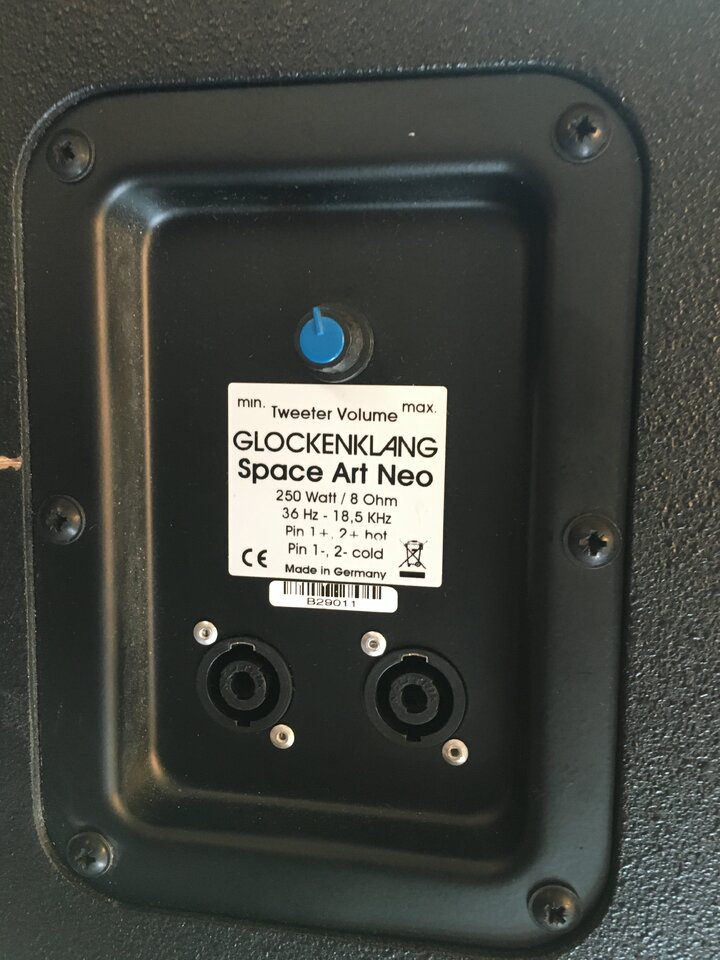 min. Tweeter Volume max.
GLOCKENKLANG
Space Art Neo
250 Watt / 8 Ohm
36 Hz - 18,5 KHz
Pin 1+, 2+ hot
Pin 1-, 2- cold
CE
Made in Germany
B29011